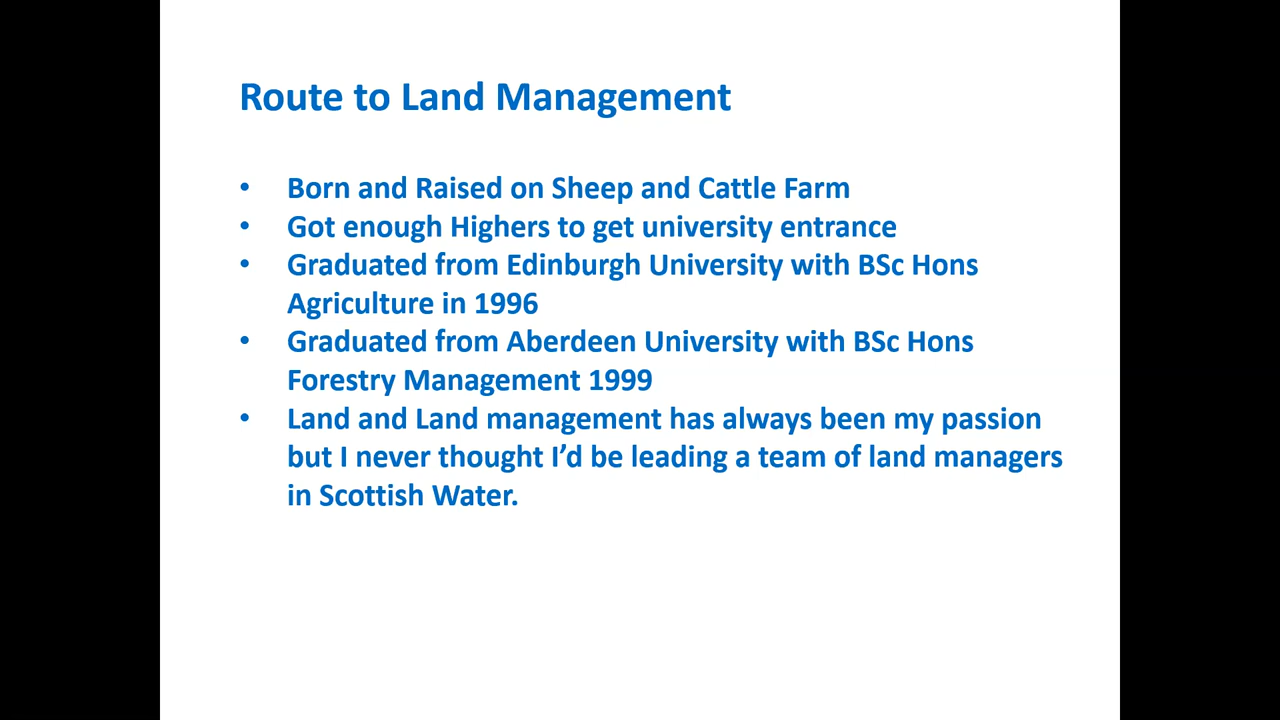 Route to Land Management
• Born and Raised on Sheep and Cattle Farm
• Got enough Highers to get university entrance
• Graduated from Edinburgh University with BSc Hons
Agriculture in 1996
• Graduated from Aberdeen University with BSc Hons
Forestry Management 1999
• Land and Land management has always been my passion
but I never thought I’d be leading a team of land managers
in Scottish Water.